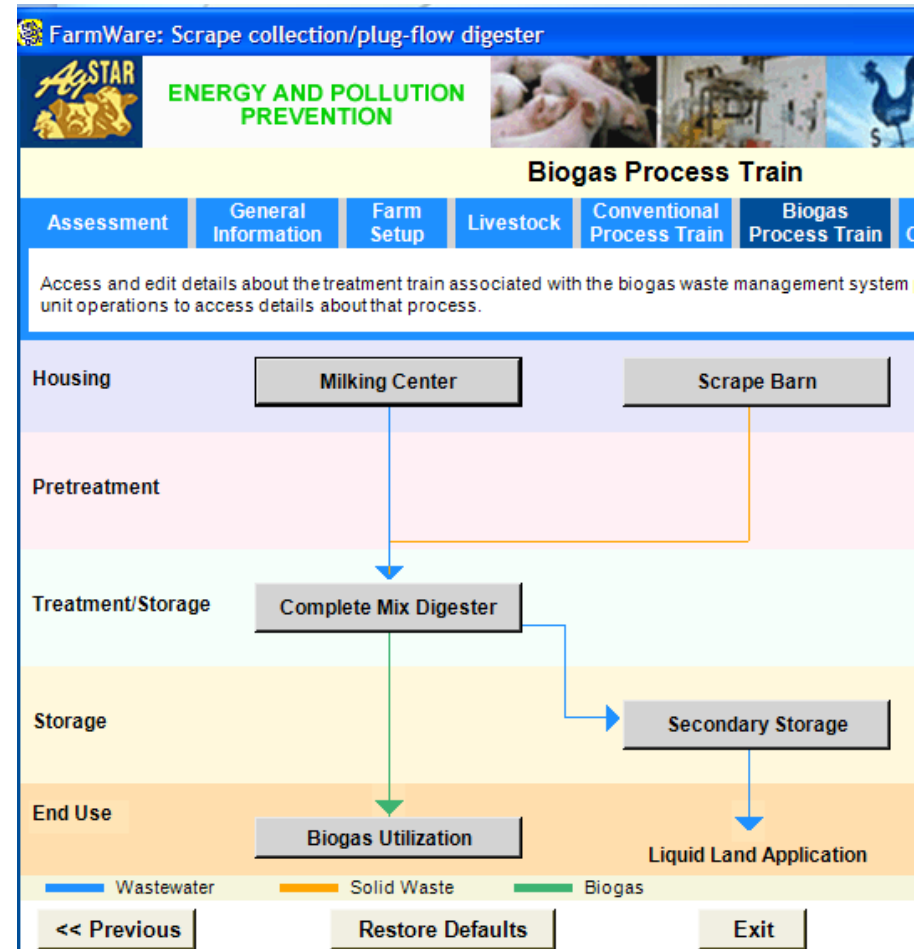 FarmWare: Scrape collection/plug-flow digester
AgSTAR
ENERGY AND POLLUTION
PREVENTION
S
Biogas Process Train
Assessment
General
Information
Farm
Setup
Livestock
Conventional
Process Train
Biogas
Process Train
Access and edit details about the treatment train associated with the biogas waste management system
unit operations to access details about that process.
Housing
Milking Center
Scrape Barn
Pretreatment
Treatment/Storage
Complete Mix Digester
Storage
Secondary Storage
End Use
Biogas Utilization
Liquid Land Application
Wastewater
Solid Waste
Biogas
<< Previous
Restore Defaults
Exit